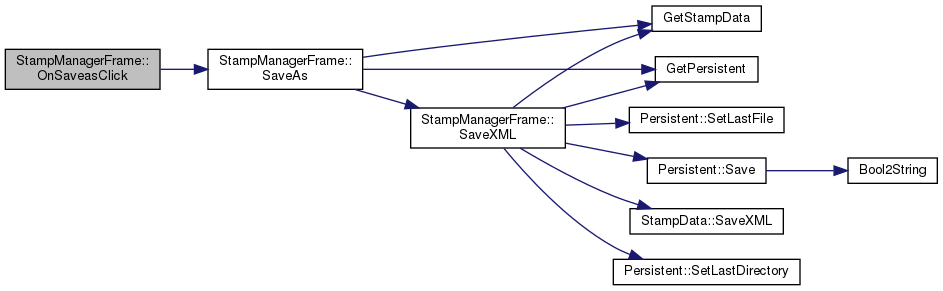 StampManagerFrame::
OnSaveasClick
StampManagerFrame::
SaveAs
StampManagerFrame::
SaveXML
GetStampData
GetPersistent
Persistent::SetLastFile
Persistent::Save
Bool2String
StampData::SaveXML
Persistent::SetLastDirectory